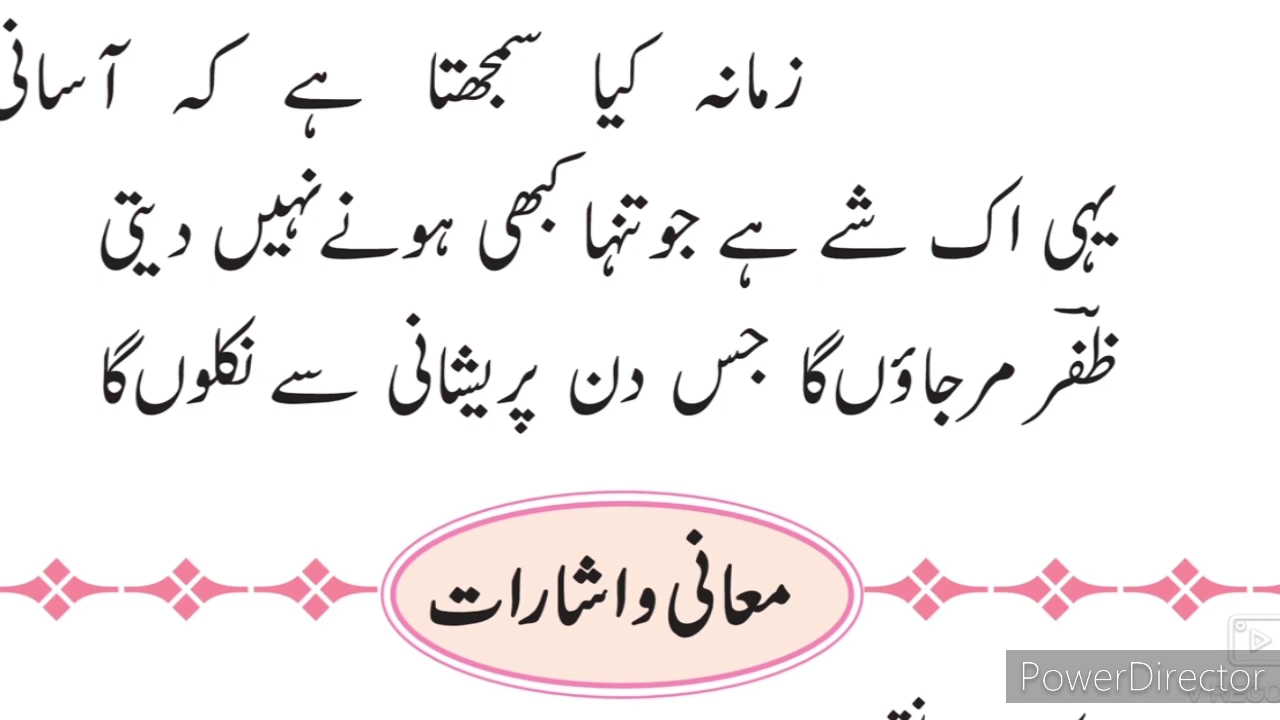 زمانہ کیا سمجھتا ہے کہ آسانی
یہی اک شے ہے جو تنہا کبھی ہونے نہیں دیتی
ظفرؔ مر جاؤں گا جس دن پریشانی سے نکلوں گا
معانی و اشارات
PowerDirector